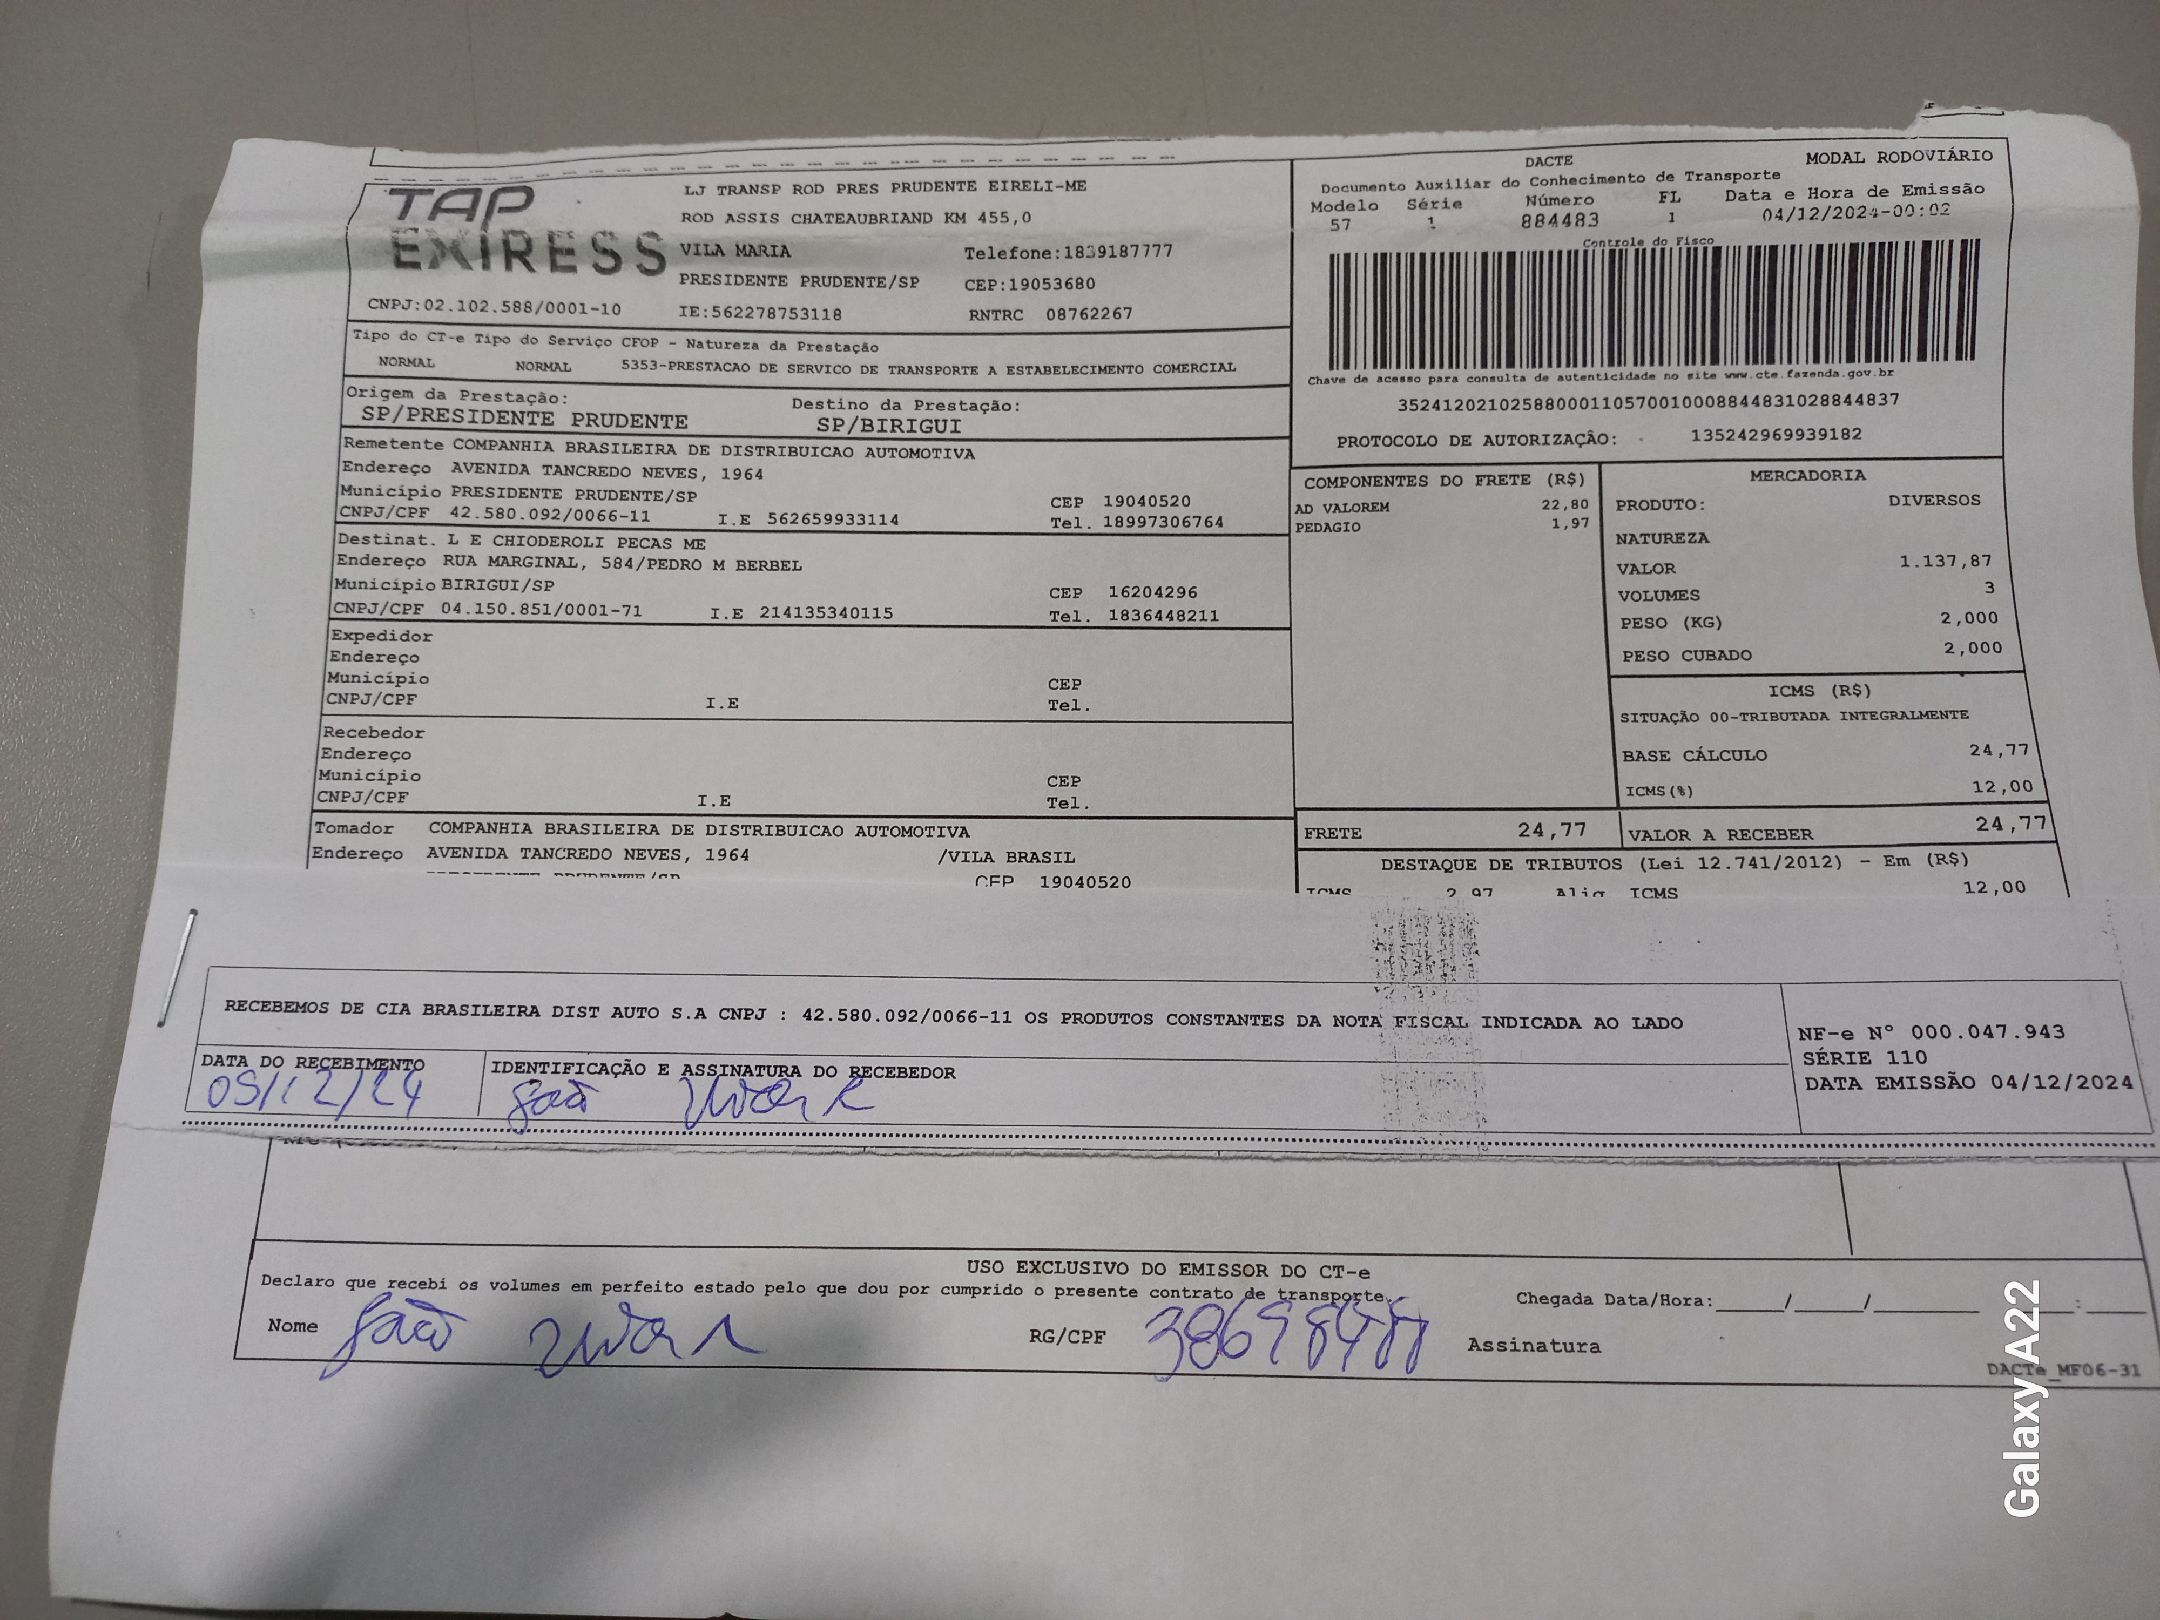 DACTE MODAL RODOVIÁRIO
TAP
EXPRESS
LJ TRANSP ROD PRES PRUDENTE EIRELI-ME
ROD ASSIS CHATEAUBRIAND KM 455,0
VILA MARIA Telefone:1839187777
PRESIDENTE PRUDENTE/SP CEP:19053680
CNPJ:02.102.588/0001-10 IE:562278753118 RNTRC 08762267
Documento Auxiliar do Conhecimento de Transporte
Modelo Série Número FL Data e Hora de Emissão
57 1 884483 1 04/12/2024-00:02
Controle do Fisco
Chave de acesso para consulta de autenticidade no site www.cte.fazenda.gov.br
35241202102588000110570010008844831028844837
PROTOCOLO DE AUTORIZAÇÃO: 135242969939182
Tipo do CT-e Tipo do Serviço CFOP - Natureza da Prestação
NORMAL NORMAL 5353-PRESTACAO DE SERVICO DE TRANSPORTE A ESTABELECIMENTO COMERCIAL
Origem da Prestação: Destino da Prestação:
SP/PRESIDENTE PRUDENTE SP/BIRIGUI
Remetente COMPANHIA BRASILEIRA DE DISTRIBUICAO AUTOMOTIVA
Endereço AVENIDA TANCREDO NEVES, 1964
Município PRESIDENTE PRUDENTE/SP CEP 19040520
CNPJ/CPF 42.580.092/0066-11 I.E 562659933114 Tel. 18997306764
Destinat. L E CHIODEROLI PECAS ME
Endereço RUA MARGINAL, 584/PEDRO M BERBEL
Município BIRIGUI/SP CEP 16204296
CNPJ/CPF 04.150.851/0001-71 I.E 214135340115 Tel. 1836448211
Expedidor
Endereço
Município CEP
CNPJ/CPF I.E Tel.
Recebedor
Endereço
Município CEP
CNPJ/CPF I.E Tel.
Tomador COMPANHIA BRASILEIRA DE DISTRIBUICAO AUTOMOTIVA
Endereço AVENIDA TANCREDO NEVES, 1964 /VILA BRASIL
CEP 19040520
COMPONENTES DO FRETE (R$)
AD VALOREM 22,80
PEDAGIO 1,97
MERCADORIA
PRODUTO: DIVERSOS
NATUREZA
VALOR 1.137,87
VOLUMES 3
PESO (KG) 2,000
PESO CUBADO 2,000
ICMS (R$)
SITUAÇÃO 00-TRIBUTADA INTEGRALMENTE
BASE CÁLCULO 24,77
ICMS(%) 12,00
FRETE 24,77 VALOR A RECEBER 24,77
DESTAQUE DE TRIBUTOS (Lei 12.741/2012) - Em (R$)
ICMS 2,97 Aliq ICMS 12,00
RECEBEMOS DE CIA BRASILEIRA DIST AUTO S.A CNPJ : 42.580.092/0066-11 OS PRODUTOS CONSTANTES DA NOTA FISCAL INDICADA AO LADO
NF-e Nº 000.047.943
SÉRIE 110
DATA EMISSÃO 04/12/2024
DATA DO RECEBIMENTO IDENTIFICAÇÃO E ASSINATURA DO RECEBEDOR
05/12/24 João
USO EXCLUSIVO DO EMISSOR DO CT-e
Declaro que recebi os volumes em perfeito estado pelo que dou por cumprido o presente contrato de transporte.
Chegada Data/Hora:____/____/______ ____:____
Nome João RG/CPF Assinatura
DACTe_MF06-31
Galaxy A22